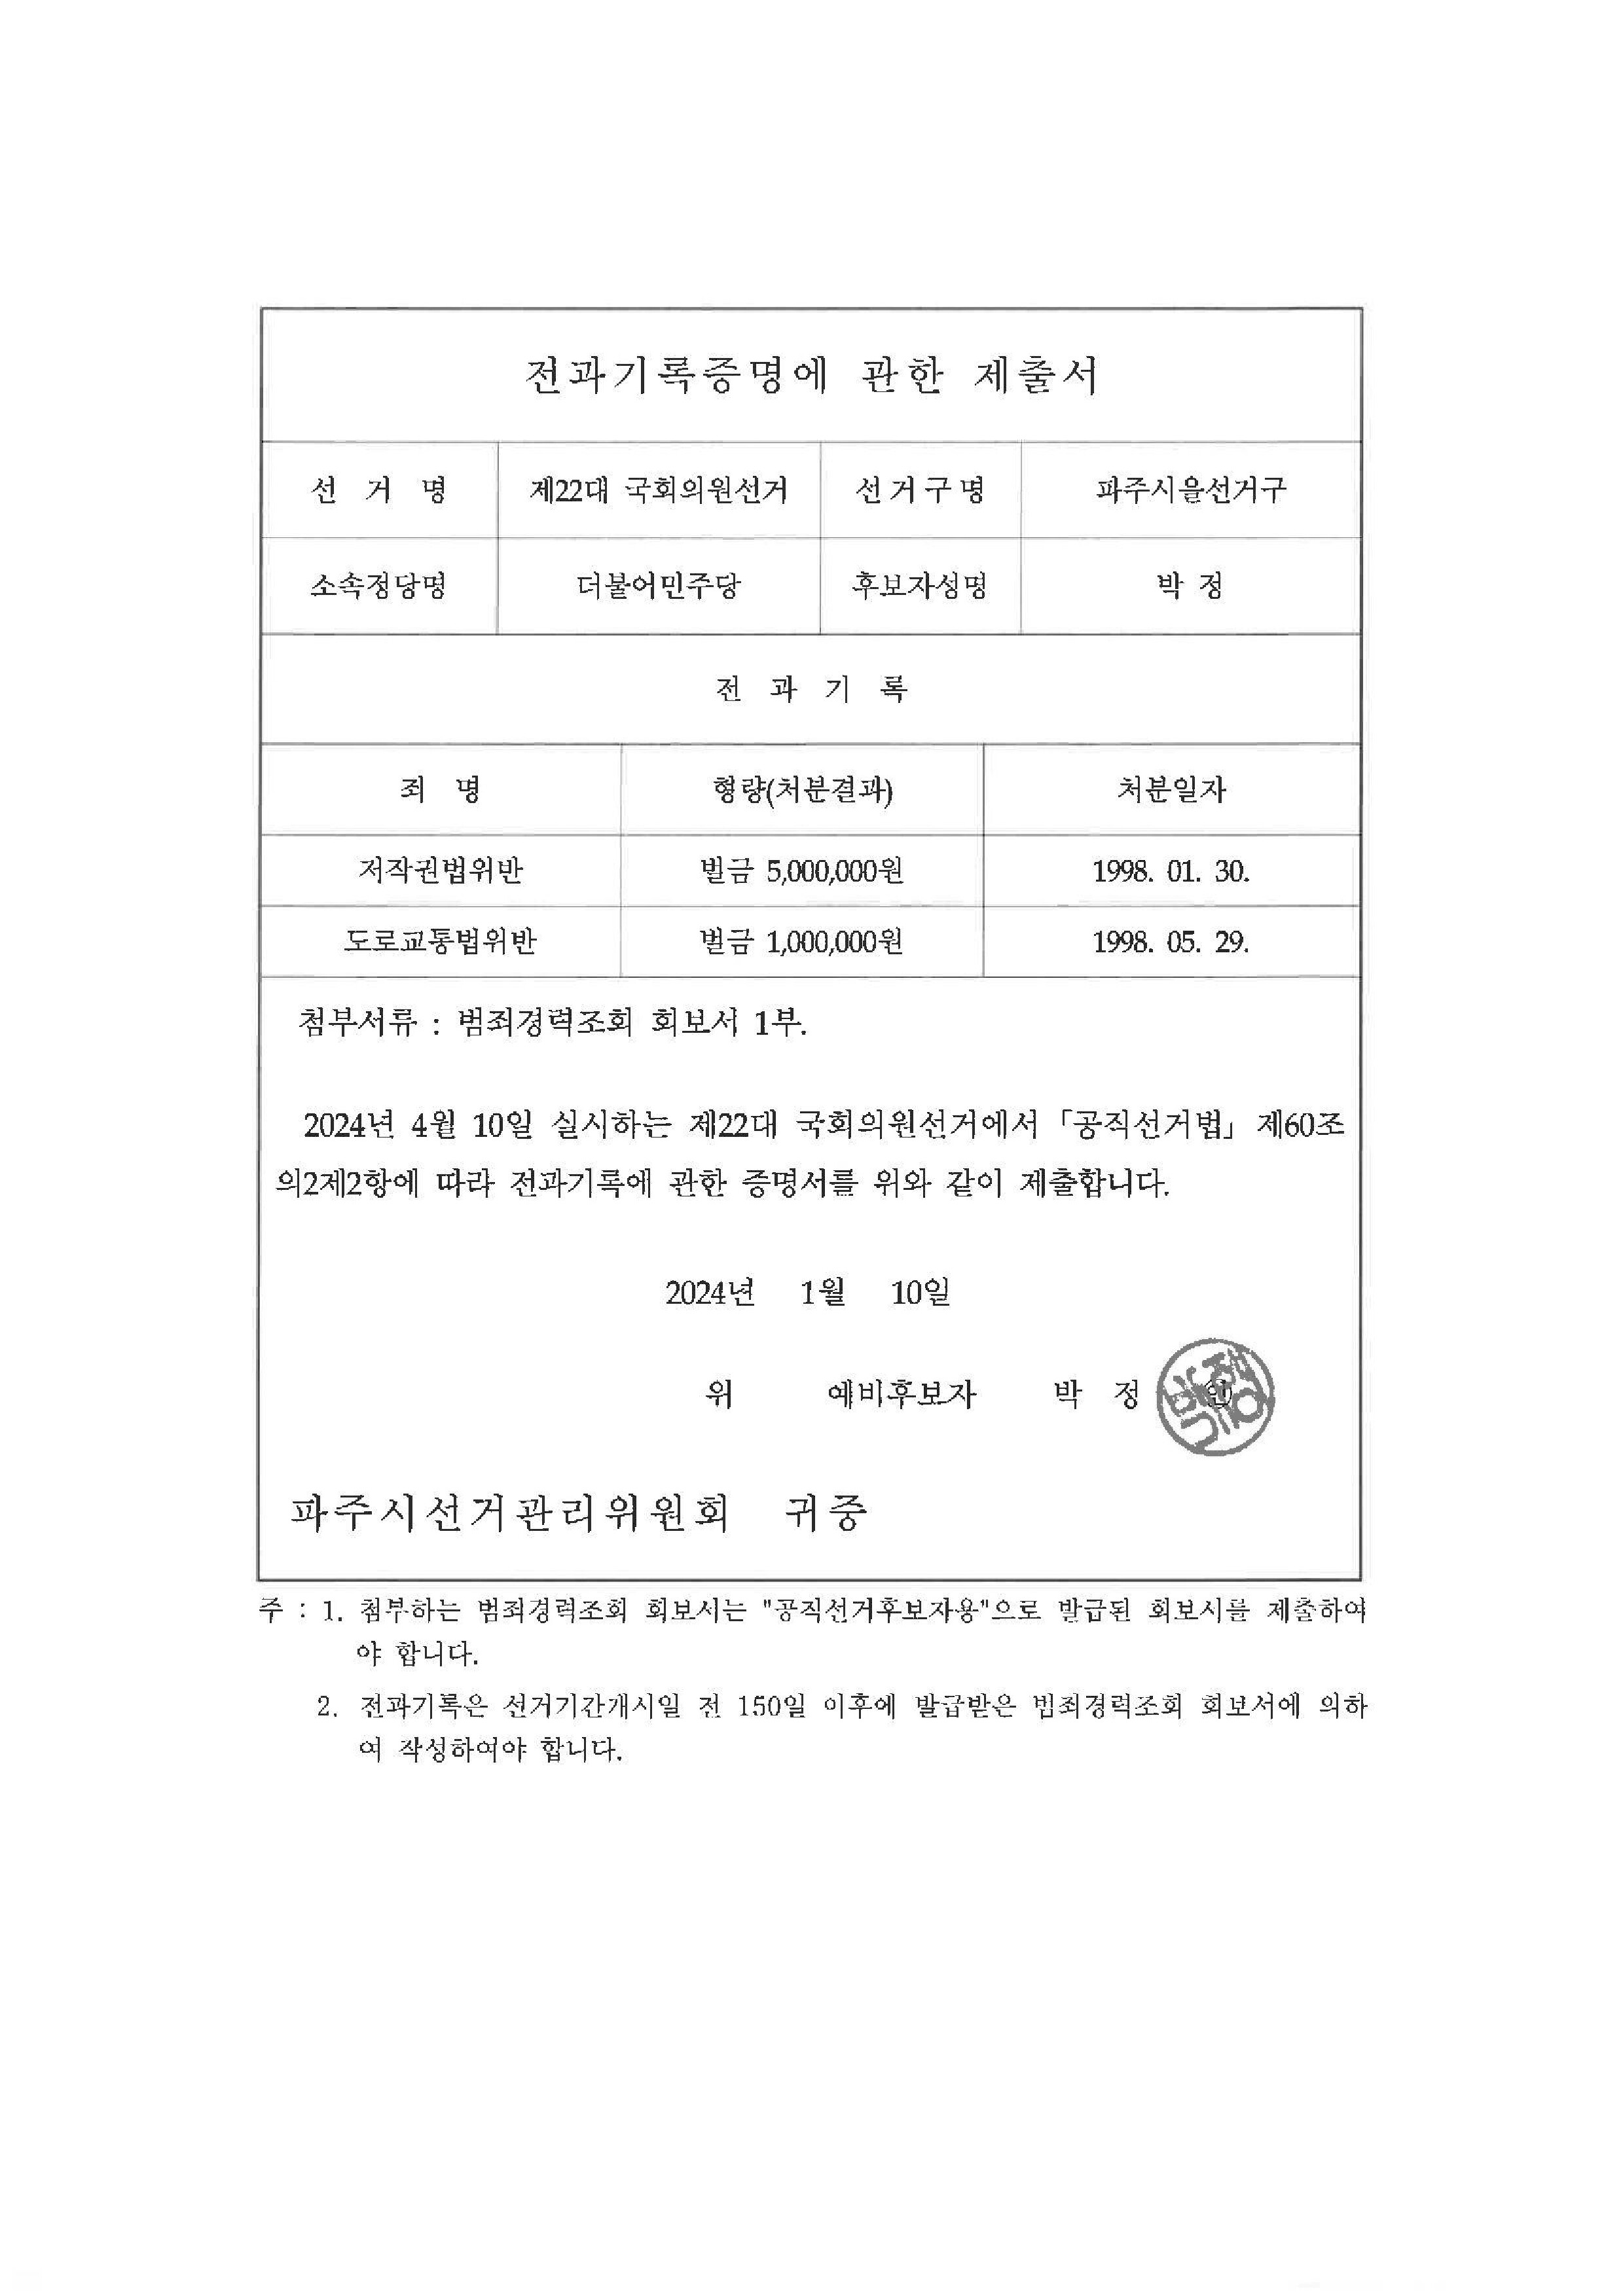 전과기록증명에 관한 제출서
선 거 명 제22대 국회의원선거 선거구명 파주시을선거구
소속정당명 더불어민주당 후보자성명 박 정
전 과 기 록
죄 명 형량(처분결과) 처분일자
저작권법위반 벌금 5,000,000원 1998. 01. 30.
도로교통법위반 벌금 1,000,000원 1998. 05. 29.
첨부서류 : 범죄경력조회 회보서 1부.
2024년 4월 10일 실시하는 제22대 국회의원선거에서 「공직선거법」 제60조
의2제2항에 따라 전과기록에 관한 증명서를 위와 같이 제출합니다.
2024년 1월 10일
위 예비후보자 박 정 ㊞
파주시선거관리위원회 귀중
주 : 1. 첨부하는 범죄경력조회 회보서는 "공직선거후보자용"으로 발급된 회보서를 제출하여
야 합니다.
2. 전과기록은 선거기간개시일 전 150일 이후에 발급받은 범죄경력조회 회보서에 의하
여 작성하여야 합니다.